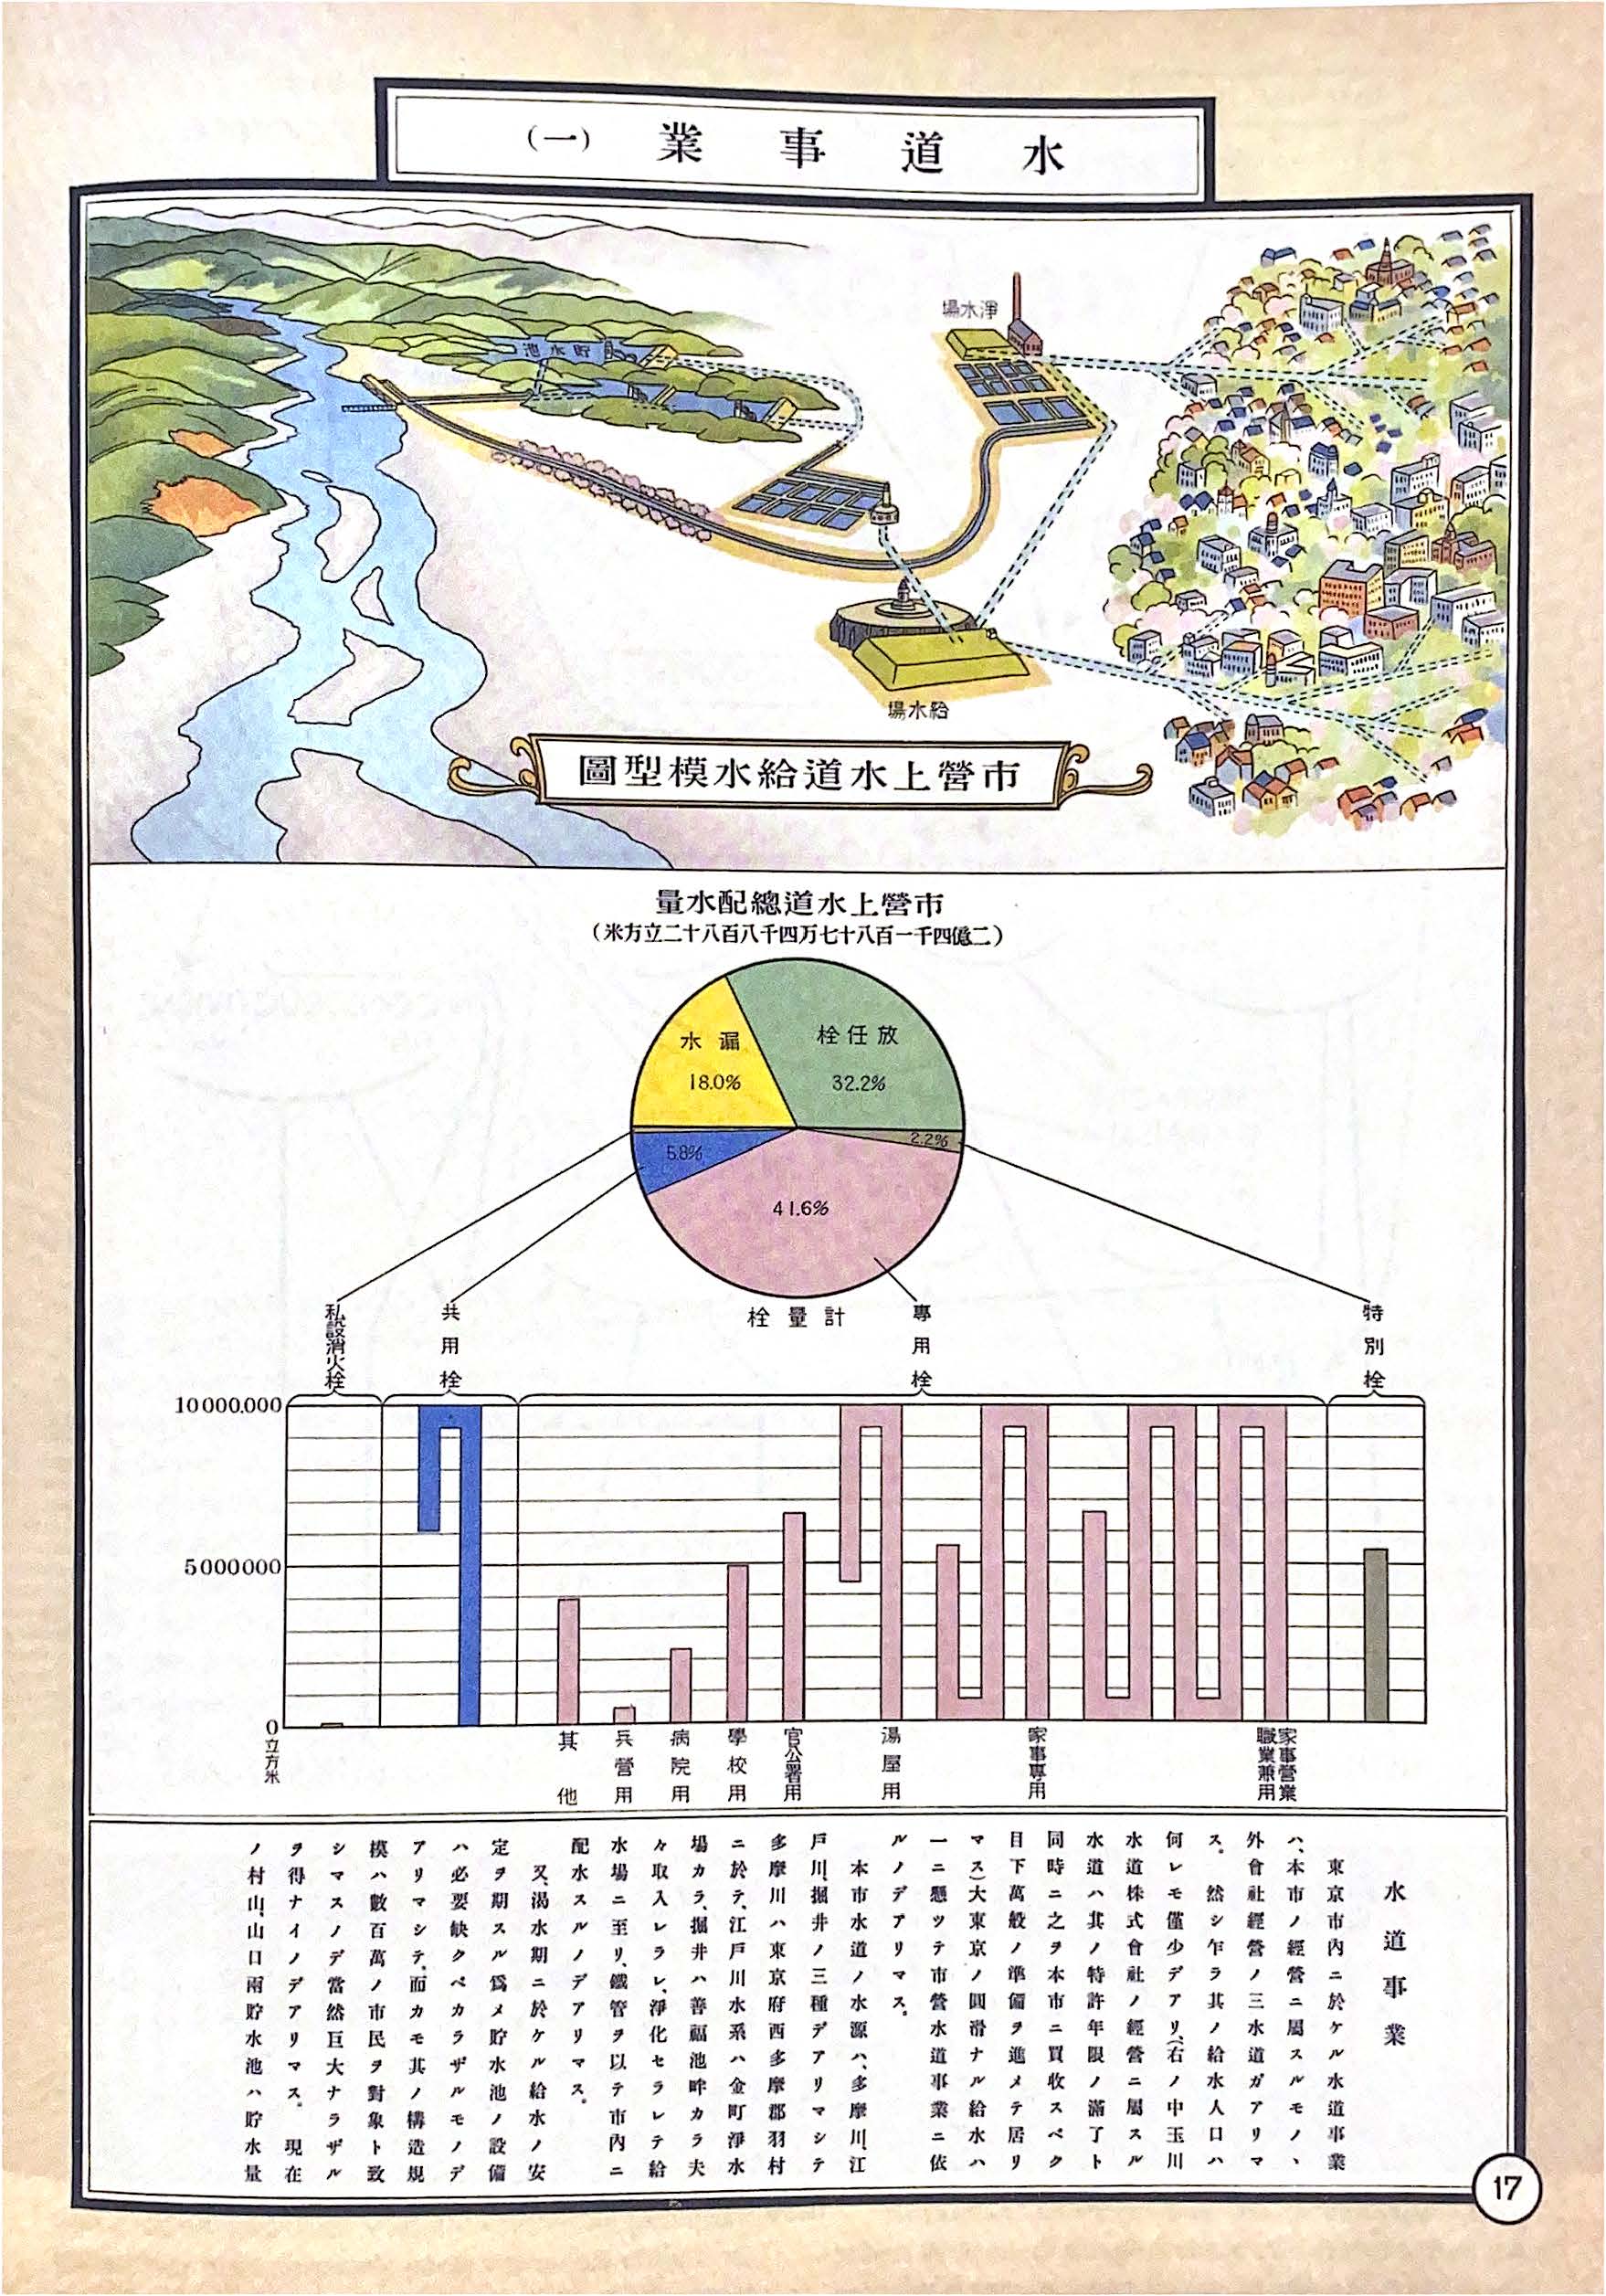 水道事業 (一)
淨水場
貯水池
給水場
市營上水道給水模型圖
市營上水道總配水量
(二億四千一百八十七万四千八百八十二立方米)
漏水
18.0%
放任栓
32.2%
2.2%
5.8%
41.6%
計量栓
特別栓
專用栓
共用栓
私設消火栓
10000.000
5000000
0
立方米
家事營業
職業兼用
家事專用
湯屋用
官公署用
學校用
病院用
兵營用
其他
水道事業
東京市内ニ於ケル水道事業
ハ、本市ノ經營ニ屬スルモノ、
外會社經營ノ三水道ガアリマ
ス。然シ乍ラ其ノ給水人口ハ
何レモ僅少デアリ、(右ノ中玉川
水道株式會社ノ經營ニ屬スル
水道ハ其ノ特許年限ノ滿了ト
同時ニ之ヲ本市ニ買收スベク
目下萬般ノ準備ヲ進メテ居リ
マス)大東京ノ圓滑ナル給水ハ
一ニ懸ツテ市營水道事業ニ依
ルノデアリマス。
本市水道ノ水源ハ、多摩川、江
戸川、掘井ノ三種デアリマシテ
多摩川ハ東京府西多摩郡羽村
ニ於テ、江戸川水系ハ金町淨水
場カラ、掘井ハ善福池畔カラ夫
々取入レラレ、淨化セラレテ給
水場ニ至リ、鐵管ヲ以テ市内ニ
配水スルノデアリマス。
又、渇水期ニ於ケル給水ノ安
定ヲ期スル爲メ貯水池ノ設備
ハ必要缺クベカラザルモノデ
アリマシテ、而カモ其ノ構造規
模ハ數百萬ノ市民ヲ對象ト致
シマスノデ當然巨大ナラザル
ヲ得ナイノデアリマス。現在
ノ村山、山口兩貯水池ハ貯水量
17